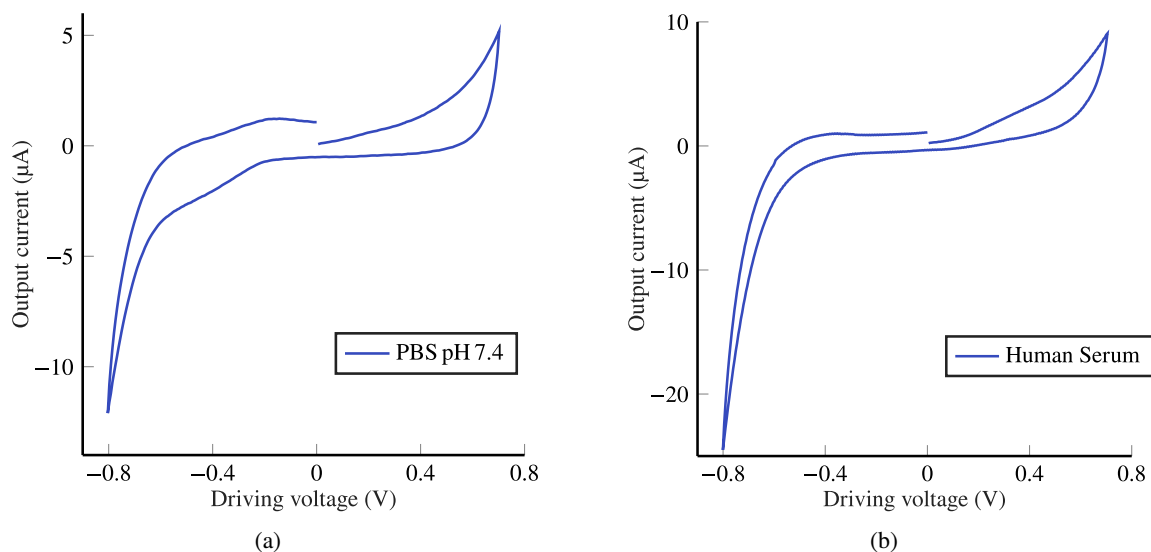 5
0
−5
−10
Output current (µA)
PBS pH 7.4
−0.8 −0.4 0 0.4 0.8
Driving voltage (V)
(a)
10
0
−10
−20
Output current (µA)
Human Serum
−0.8 −0.4 0 0.4 0.8
Driving voltage (V)
(b)